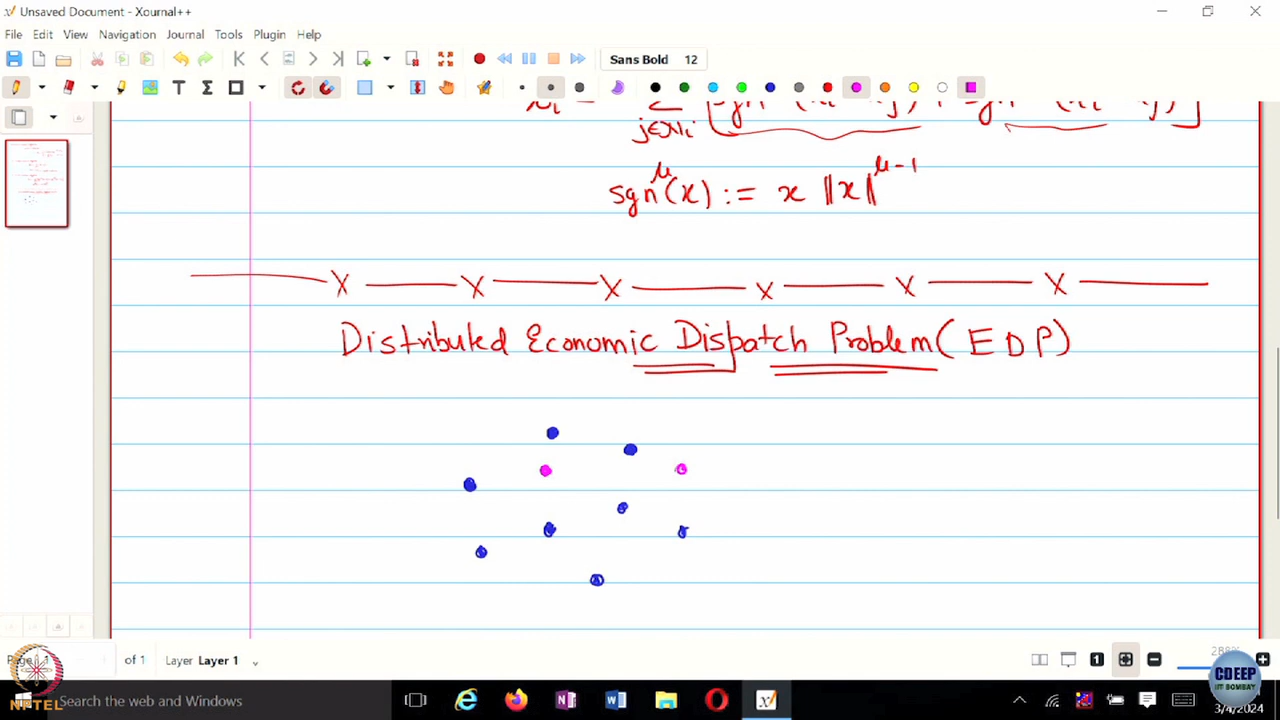 Unsaved Document - Xournal++
File Edit View Navigation Journal Tools Plugin Help
Sans Bold 12
j∈Nᵢ
sgn^μ(x) := x ‖x‖^{μ-1}
x x x x x x
Distributed Economic Dispatch Problem (EDP)
Page 1 of 1 Layer Layer 1 288%
Search the web and Windows
NPTEL
CDEEP
IIT BOMBAY
3/4/2024